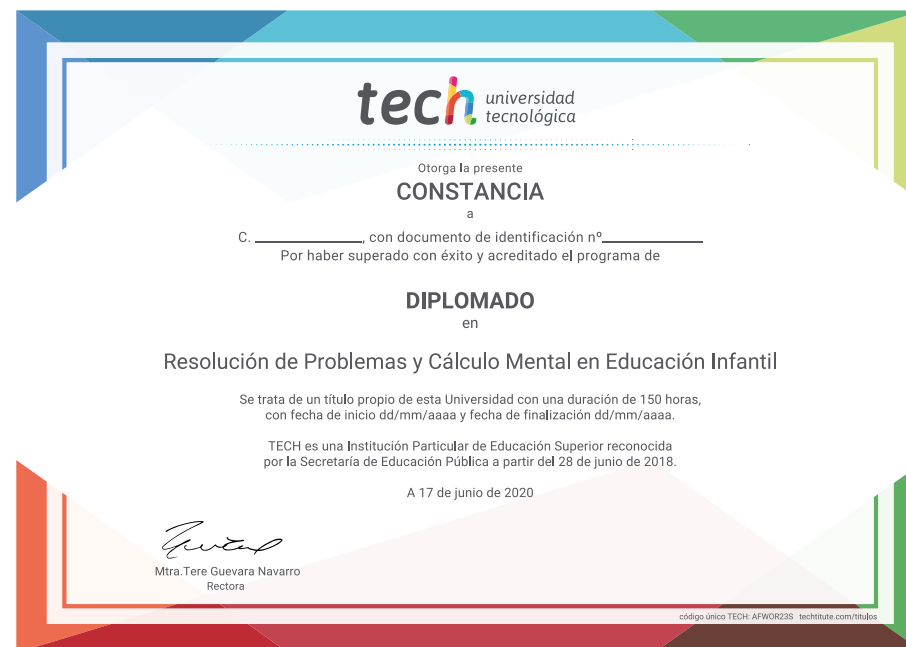 tech universidad
tecnológica
Otorga la presente
CONSTANCIA
a
C. ____________, con documento de identificación nº____________
Por haber superado con éxito y acreditado el programa de
DIPLOMADO
en
Resolución de Problemas y Cálculo Mental en Educación Infantil
Se trata de un título propio de esta Universidad con una duración de 150 horas,
con fecha de inicio dd/mm/aaaa y fecha de finalización dd/mm/aaaa.
TECH es una Institución Particular de Educación Superior reconocida
por la Secretaría de Educación Pública a partir del 28 de junio de 2018.
A 17 de junio de 2020
Mtra.Tere Guevara Navarro
Rectora
código único TECH: AFWOR23S techtitute.com/titulos